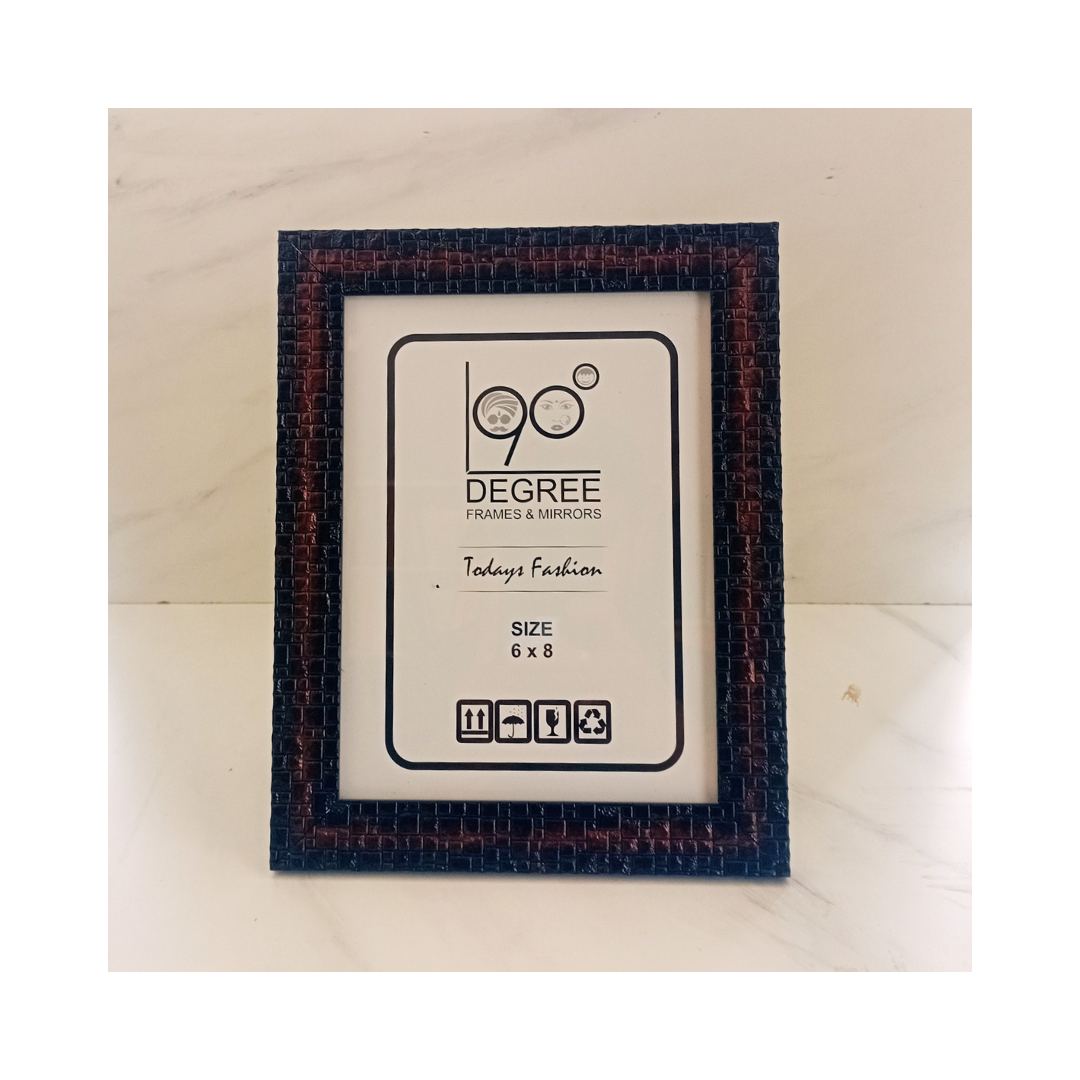 90°
DEGREE
FRAMES & MIRRORS
Todays Fashion
SIZE
6 x 8